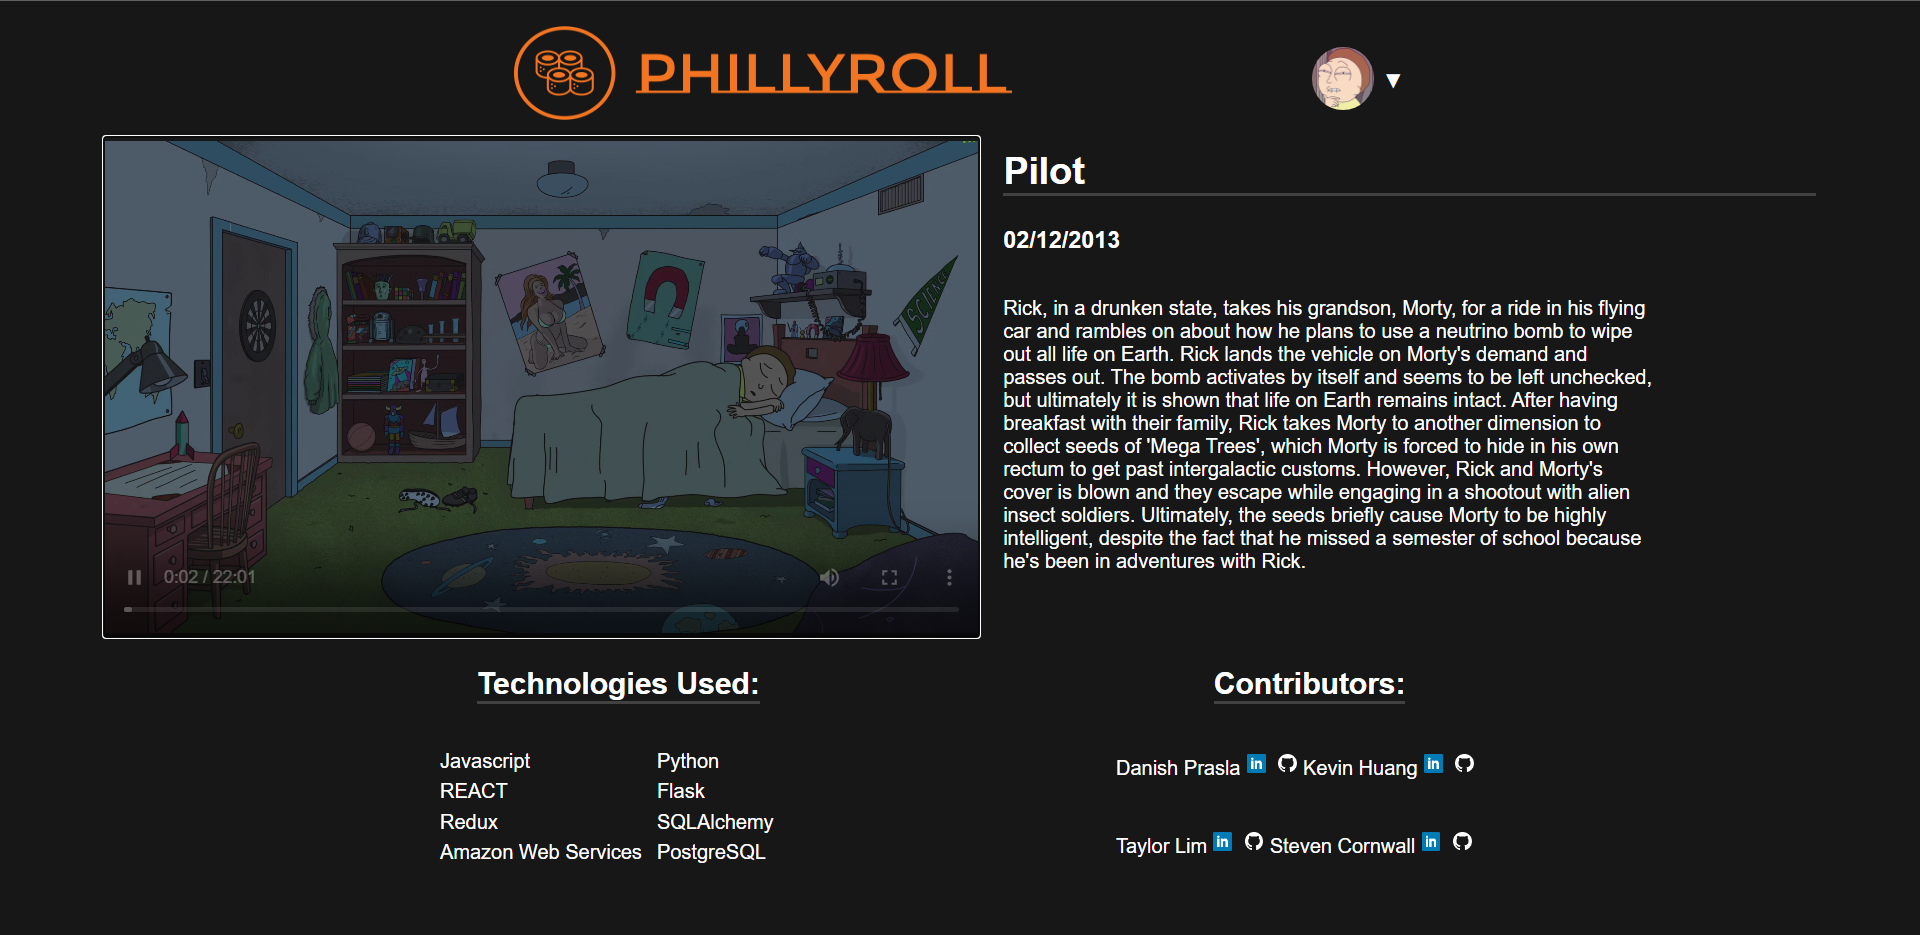 PHILLYROLL
▼
Pilot
02/12/2013
Rick, in a drunken state, takes his grandson, Morty, for a ride in his flying
car and rambles on about how he plans to use a neutrino bomb to wipe
out all life on Earth. Rick lands the vehicle on Morty's demand and
passes out. The bomb activates by itself and seems to be left unchecked,
but ultimately it is shown that life on Earth remains intact. After having
breakfast with their family, Rick takes Morty to another dimension to
collect seeds of 'Mega Trees', which Morty is forced to hide in his own
rectum to get past intergalactic customs. However, Rick and Morty's
cover is blown and they escape while engaging in a shootout with alien
insect soldiers. Ultimately, the seeds briefly cause Morty to be highly
intelligent, despite the fact that he missed a semester of school because
he's been in adventures with Rick.
SCIENCE
0:02 / 22:01
Technologies Used:
Javascript Python
REACT Flask
Redux SQLAlchemy
Amazon Web Services PostgreSQL
Contributors:
Danish Prasla in Kevin Huang in
Taylor Lim in Steven Cornwall in